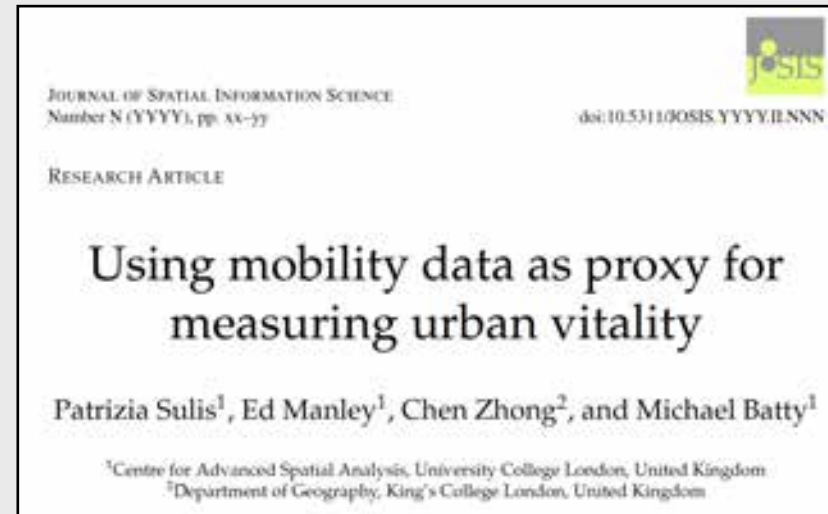 JOSIS
JOURNAL OF SPATIAL INFORMATION SCIENCE
Number N (YYYY), pp. xx–yy
doi:10.5311/JOSIS.YYYY.II.NNN
RESEARCH ARTICLE
Using mobility data as proxy for
measuring urban vitality
Patrizia Sulis¹, Ed Manley¹, Chen Zhong², and Michael Batty¹
¹Centre for Advanced Spatial Analysis, University College London, United Kingdom
²Department of Geography, King's College London, United Kingdom